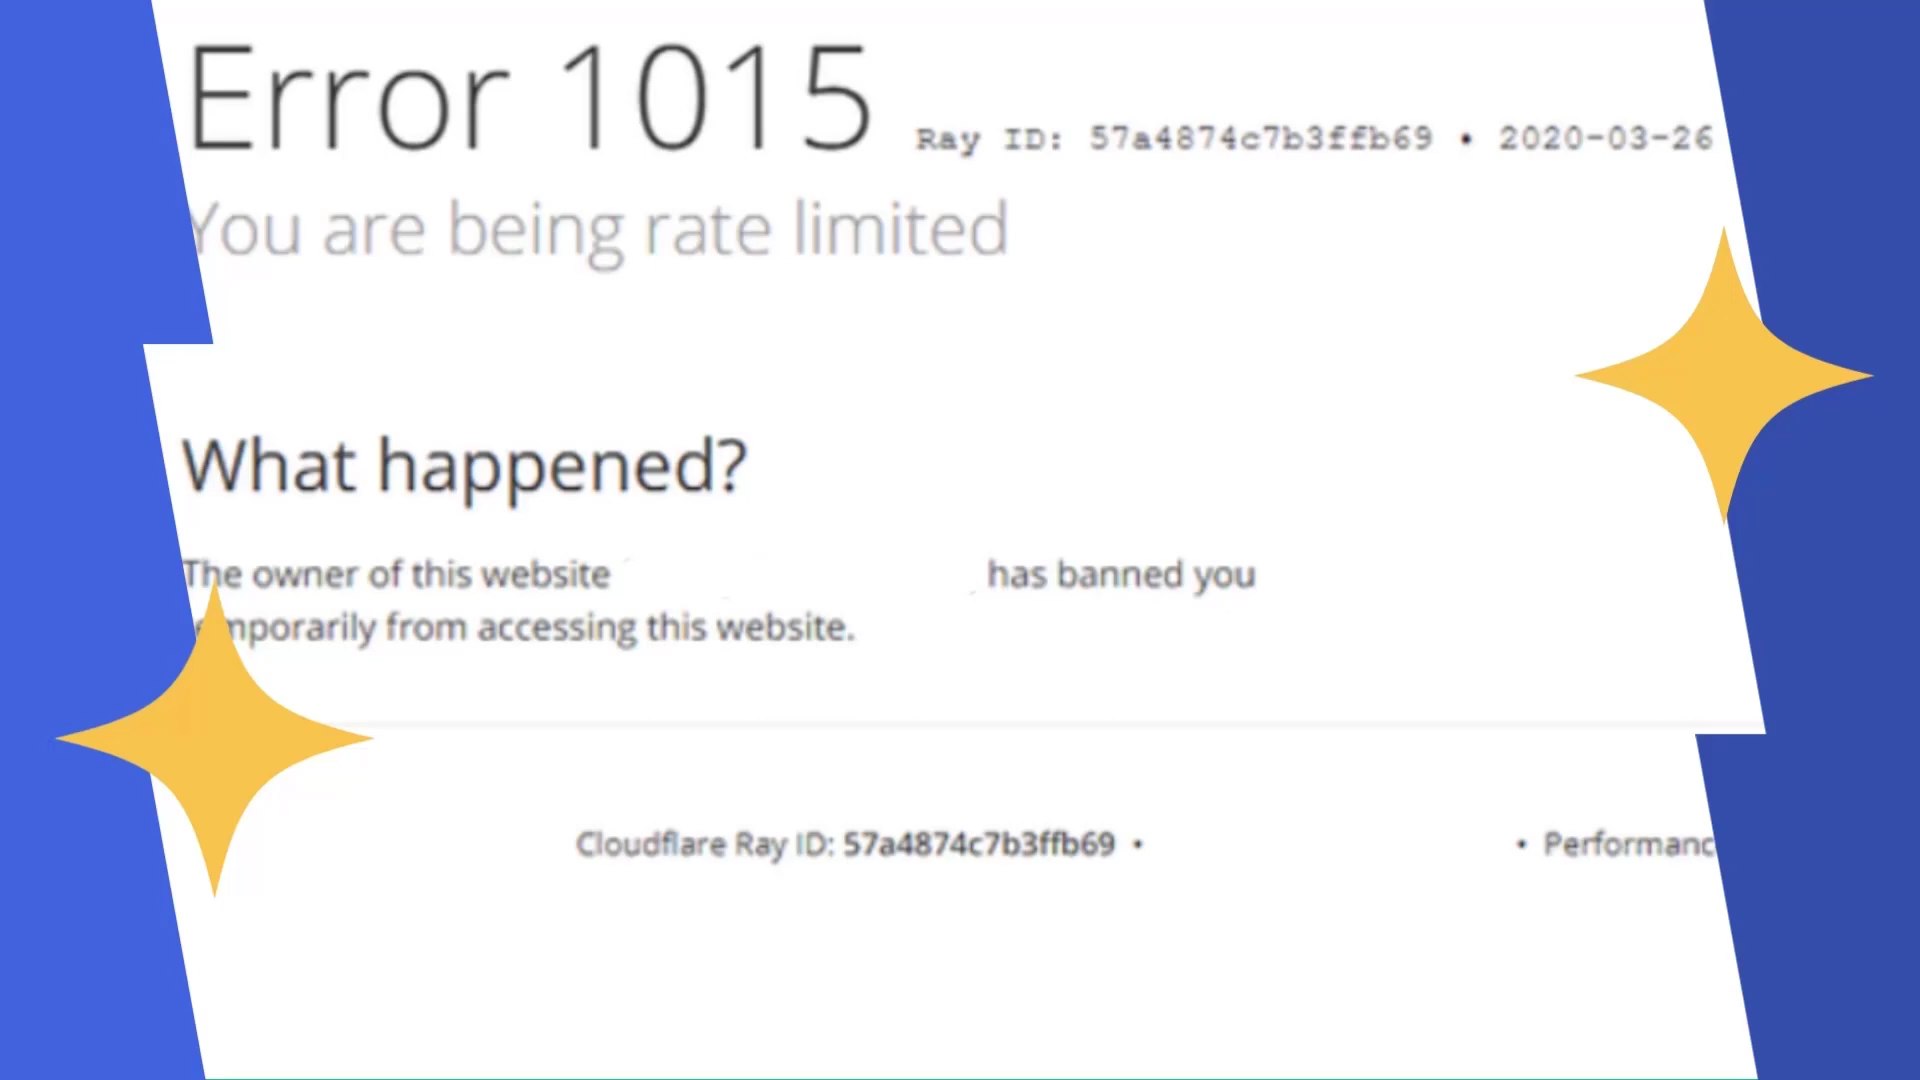 Error 1015 Ray ID: 57a4874c7b3ffb69 • 2020-03-26
You are being rate limited
What happened?
The owner of this website has banned you
temporarily from accessing this website.
Cloudflare Ray ID: 57a4874c7b3ffb69 • • Performanc